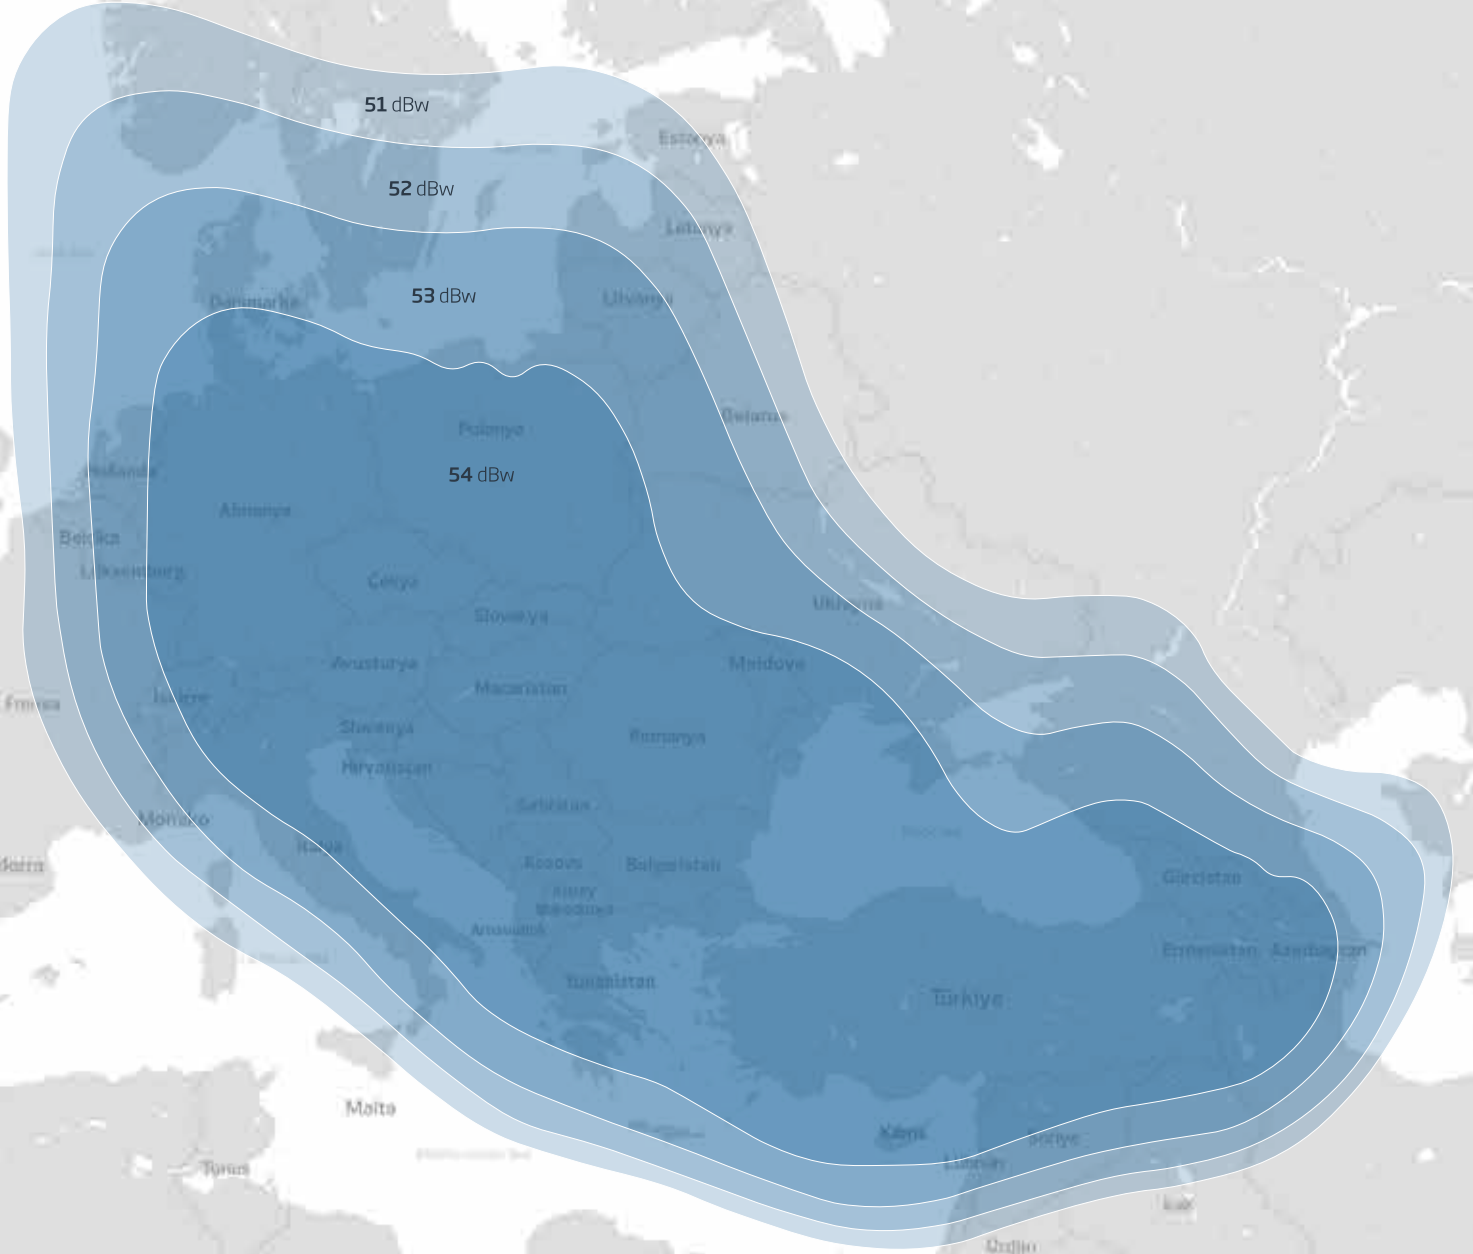 51 dBw
Estonya
52 dBw
Letonya
53 dBw
Danimarka
Litvanya
Belarus
Polonya
Hollanda
54 dBw
Almanya
Belçika
Lüksemburg
Çekya
Ukrayna
Slovakya
Avusturya
Moldova
Macaristan
İsviçre
Fransa
Romanya
Hırvatistan
Sırbistan
Monako
İtalya
Kosova
Bulgaristan
Gürcistan
Arnavutluk
Ermenistan
Azerbaycan
Yunanistan
Türkiye
Malta
Kıbrıs
Suriye
Lübnan
Tunus
Irak
Ürdün